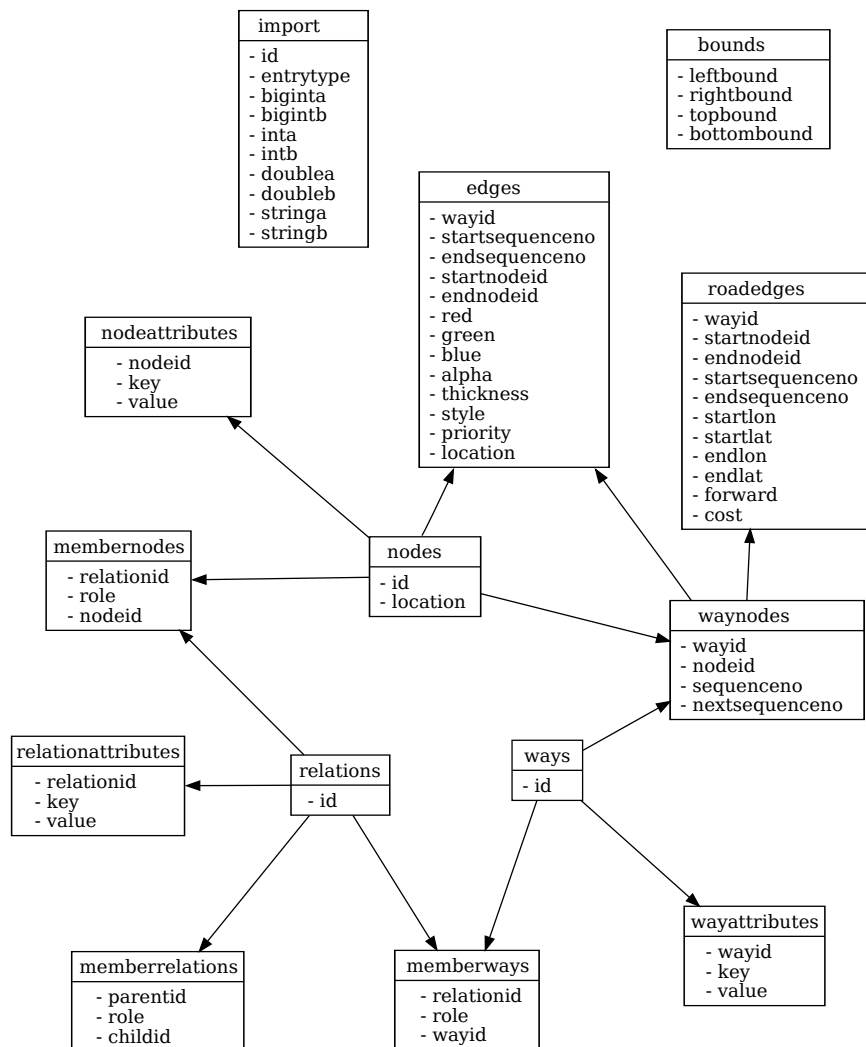 import
- id
- entrytype
- biginta
- bigintb
- inta
- intb
- doublea
- doubleb
- stringa
- stringb
bounds
- leftbound
- rightbound
- topbound
- bottombound
edges
- wayid
- startsequenceno
- endsequenceno
- startnodeid
- endnodeid
- red
- green
- blue
- alpha
- thickness
- style
- priority
- location
roadedges
- wayid
- startnodeid
- endnodeid
- startsequenceno
- endsequenceno
- startlon
- startlat
- endlon
- endlat
- forward
- cost
nodeattributes
- nodeid
- key
- value
membernodes
- relationid
- role
- nodeid
nodes
- id
- location
waynodes
- wayid
- nodeid
- sequenceno
- nextsequenceno
relationattributes
- relationid
- key
- value
relations
- id
ways
- id
memberrelations
- parentid
- role
- childid
memberways
- relationid
- role
- wayid
wayattributes
- wayid
- key
- value